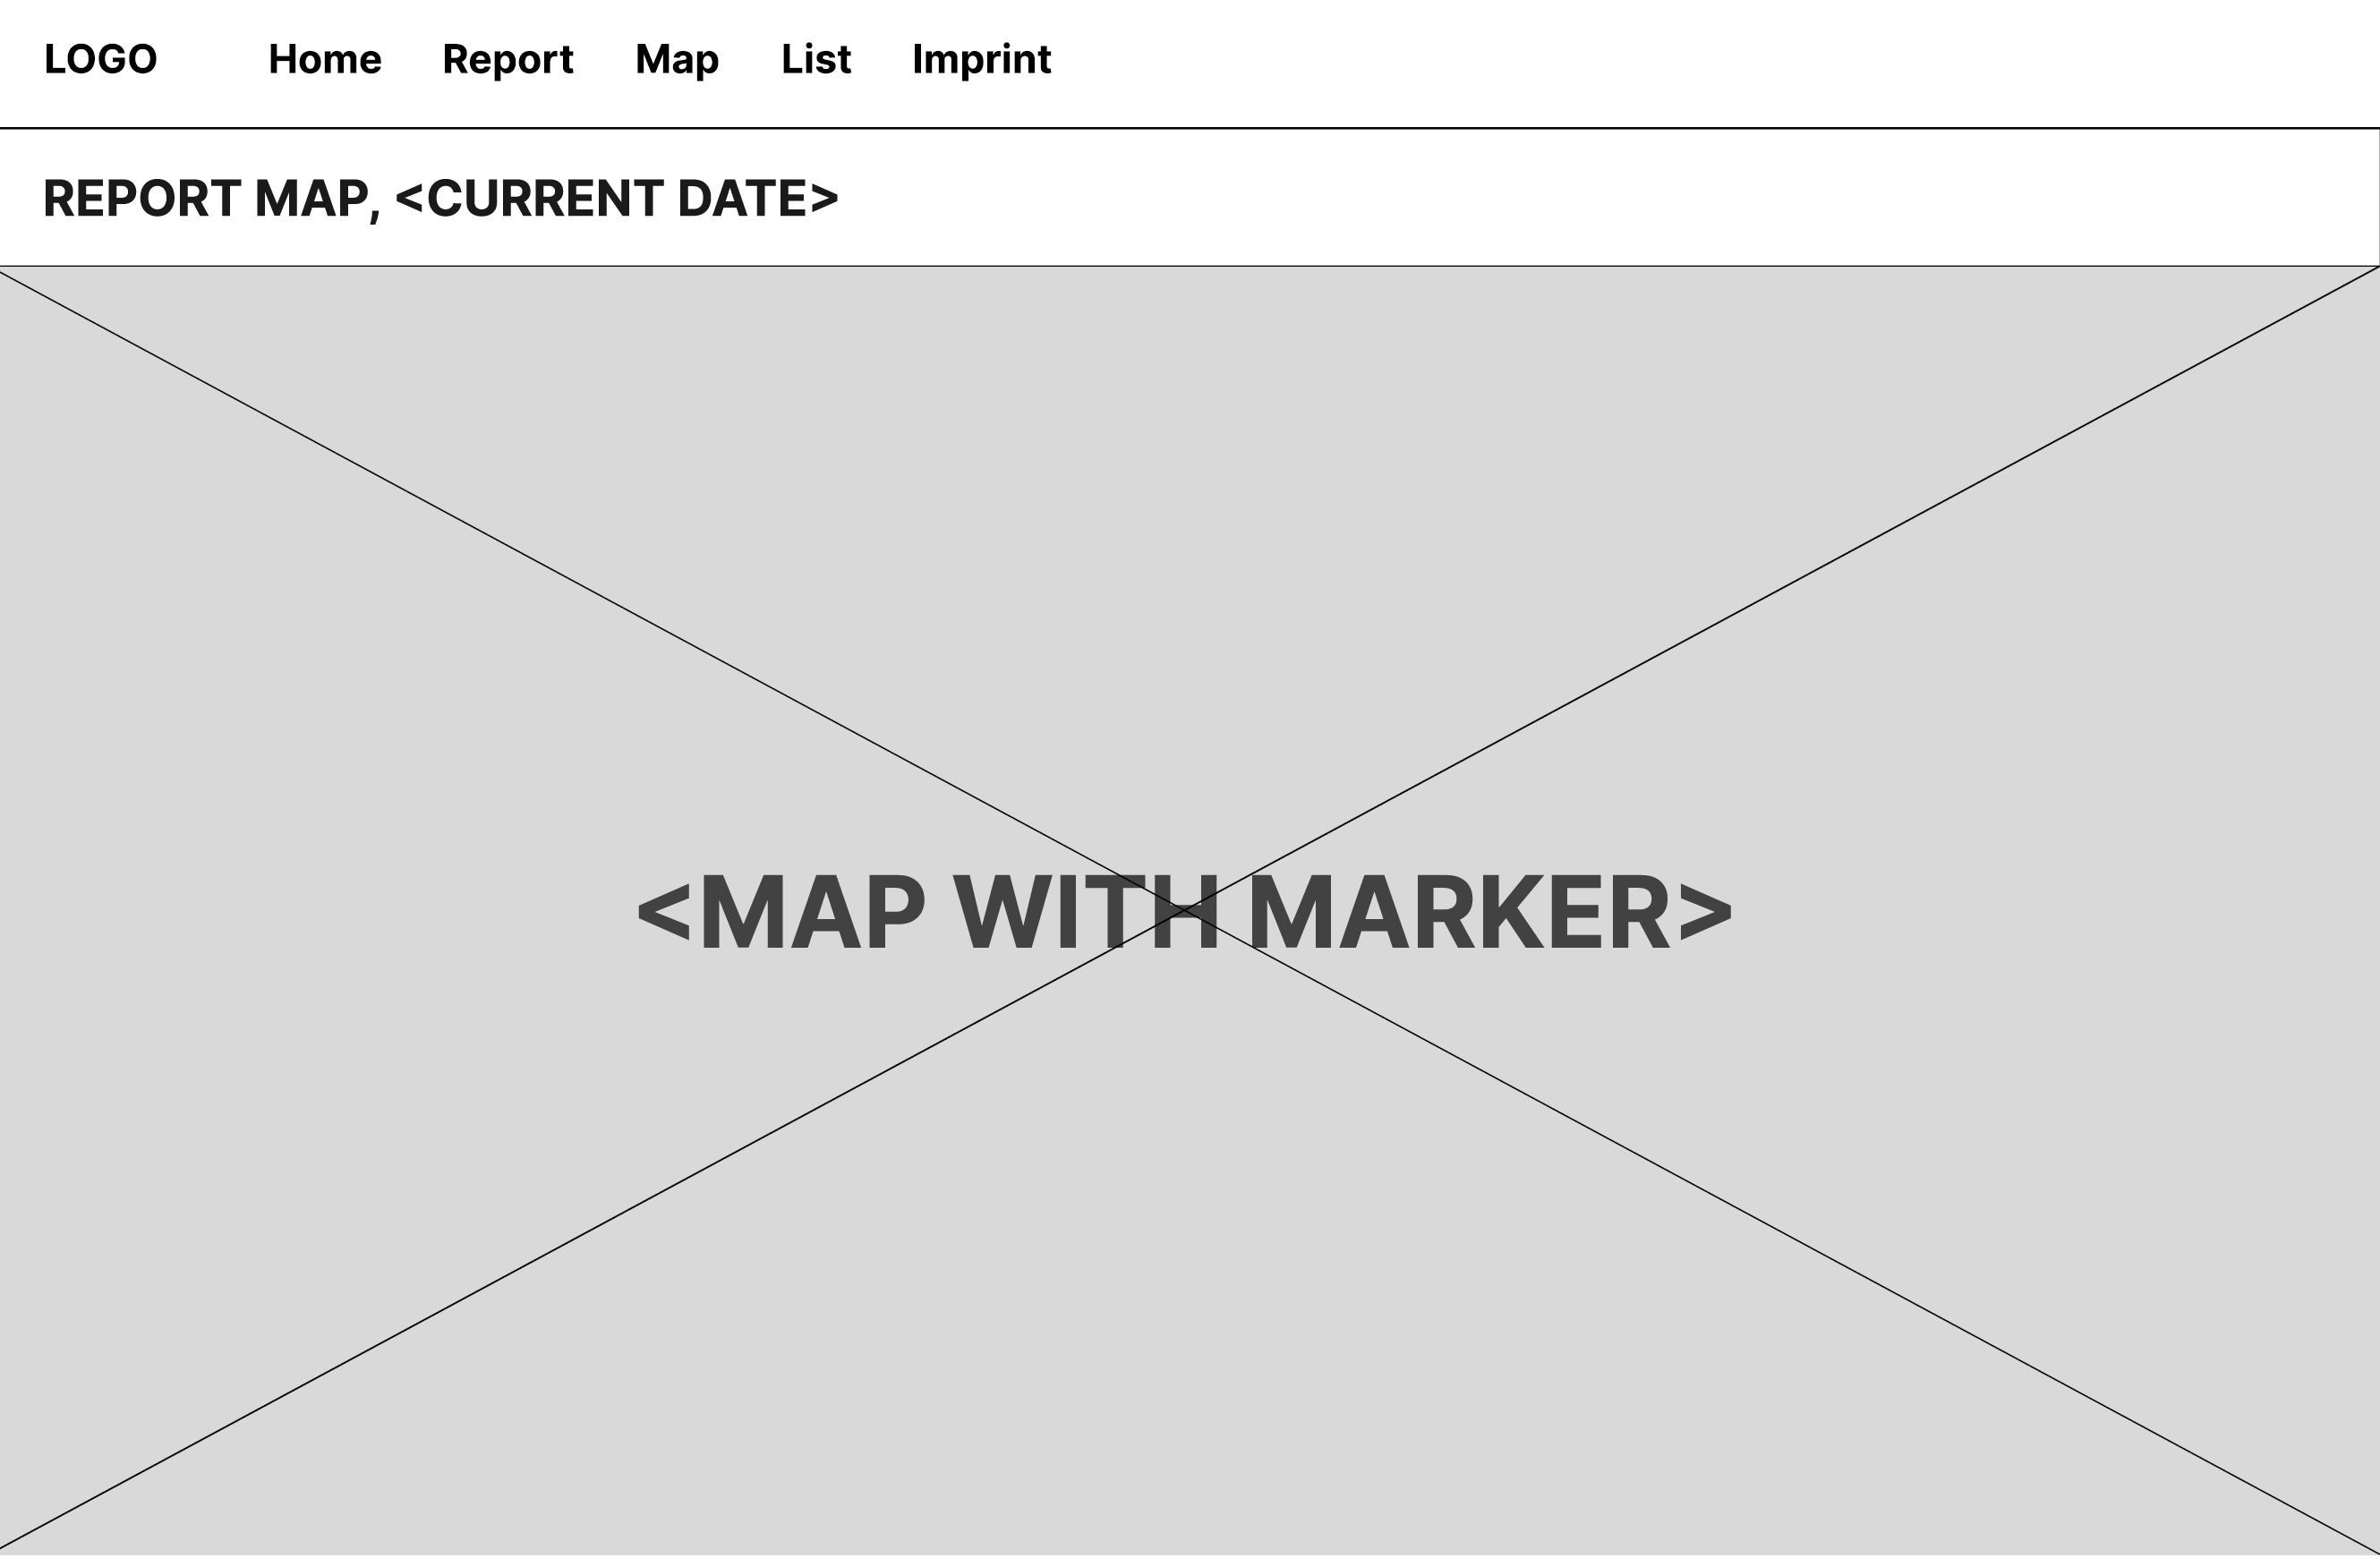 LOGO Home Report Map List Imprint
REPORT MAP, <CURRENT DATE>
<MAP WITH MARKER>